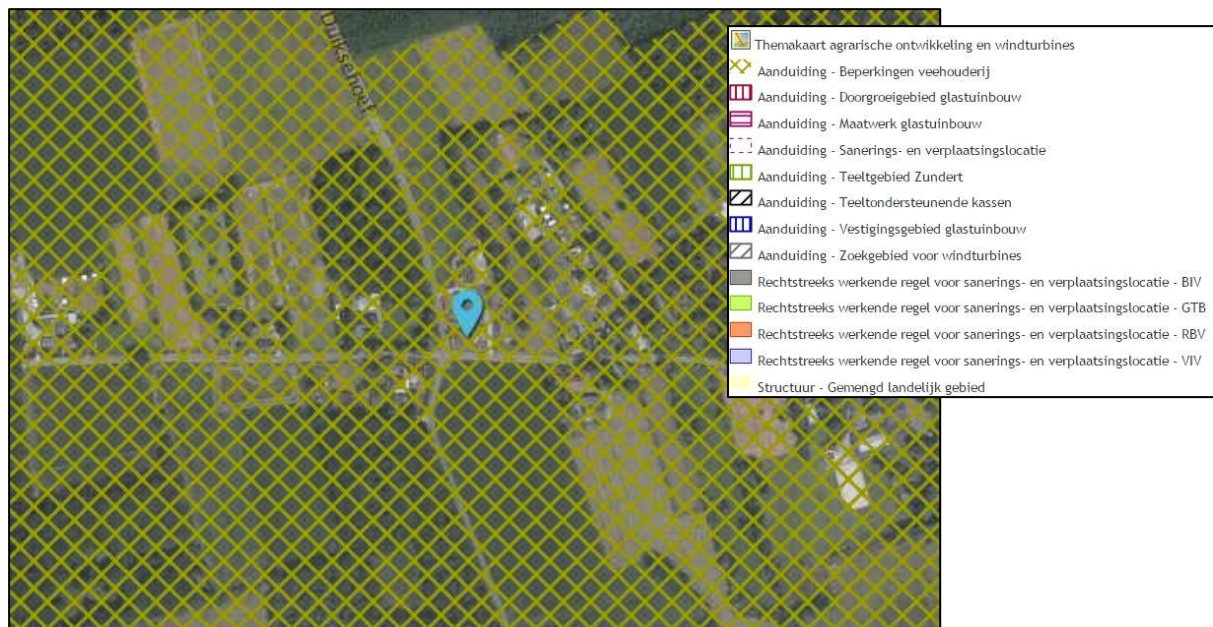 Duiksehoef
Themakaart agrarische ontwikkeling en windturbines
Aanduiding - Beperkingen veehouderij
Aanduiding - Doorgroeigebied glastuinbouw
Aanduiding - Maatwerk glastuinbouw
Aanduiding - Sanerings- en verplaatsingslocatie
Aanduiding - Teeltgebied Zundert
Aanduiding - Teeltondersteunende kassen
Aanduiding - Vestigingsgebied glastuinbouw
Aanduiding - Zoekgebied voor windturbines
Rechtstreeks werkende regel voor sanerings- en verplaatsingslocatie - BIV
Rechtstreeks werkende regel voor sanerings- en verplaatsingslocatie - GTB
Rechtstreeks werkende regel voor sanerings- en verplaatsingslocatie - RBV
Rechtstreeks werkende regel voor sanerings- en verplaatsingslocatie - VIV
Structuur - Gemengd landelijk gebied